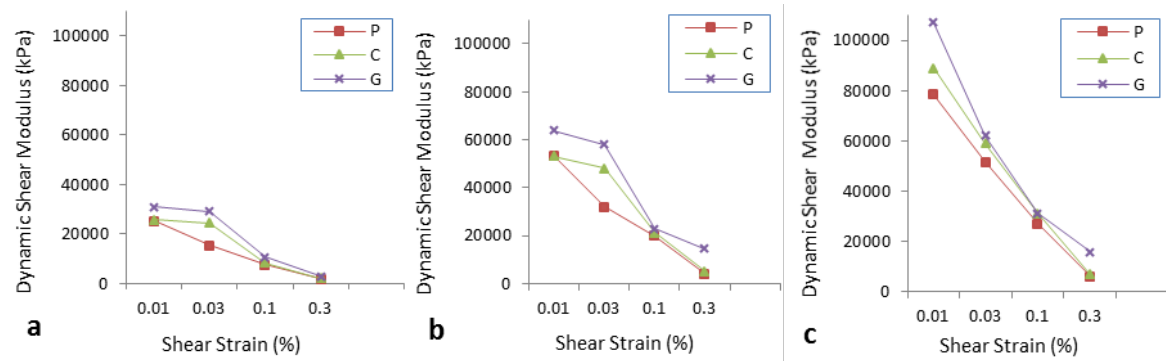 Dynamic Shear Modulus (kPa)
100000
80000
60000
40000
20000
0
0.01 0.03 0.1 0.3
Shear Strain (%)
P
C
G
a
Dynamic Shear Modulus (kPa)
100000
80000
60000
40000
20000
0
0.01 0.03 0.1 0.3
Shear Strain (%)
P
C
G
b
Dynamic Shear Modulus (kPa)
100000
80000
60000
40000
20000
0
0.01 0.03 0.1 0.3
Shear Strain (%)
P
C
G
c